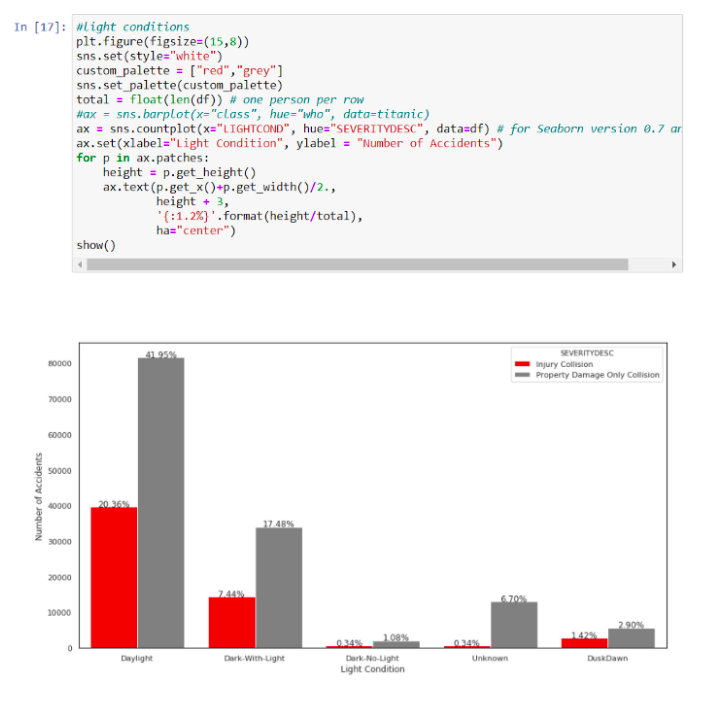 In [17]: #light conditions
plt.figure(figsize=(15,8))
sns.set(style="white")
custom_palette = ["red","grey"]
sns.set_palette(custom_palette)
total = float(len(df)) # one person per row
#ax = sns.barplot(x="class", hue="who", data=titanic)
ax = sns.countplot(x="LIGHTCOND", hue="SEVERITYDESC", data=df) # for Seaborn version 0.7 ar
ax.set(xlabel="Light Condition", ylabel = "Number of Accidents")
for p in ax.patches:
    height = p.get_height()
    ax.text(p.get_x()+p.get_width()/2.,
            height + 3,
            '{:1.2%}'.format(height/total),
            ha="center")
show()
SEVERITYDESC
Injury Collision
Property Damage Only Collision
Number of Accidents
80000
70000
60000
50000
40000
30000
20000
10000
0
41.95%
20.36%
17.48%
7.44%
0.34%
1.08%
0.34%
6.70%
1.42%
2.90%
Daylight
Dark-With-Light
Dark-No-Light
Unknown
DuskDawn
Light Condition